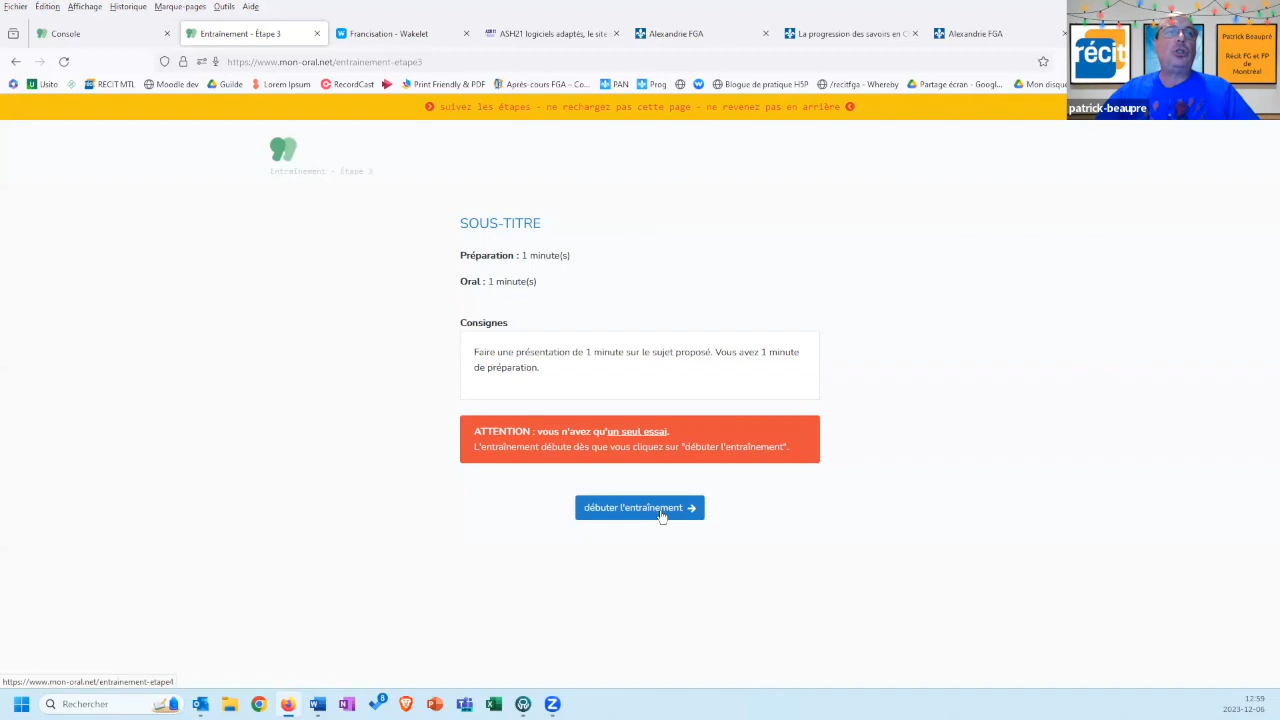 Fichier Édition Affichage Historique Marque-pages Outils Aide
Console
Entraînement - Étape 3
Francisation - Wakelet
ASH21 logiciels adaptés, le site
Alexandrie FGA
La progression des savoirs en C
Alexandrie FGA
https://www.mon-oral.net/entrainement-etape3
Usito RÉCIT MTL Moodle dev Lorem Ipsum RecordCast Print Friendly & PDF Après-cours FGA -- Co... PAN Prog Blogue de pratique H5P /recitfga - Whereby Partage écran - Goo... Mon disqu
récit
Patrick Beaupré
Récit FG et FP
de
Montréal
patrick-beaupre
suivez les étapes - ne rechargez pas cette page - ne revenez pas en arrière
Entraînement - Étape 3
SOUS-TITRE
Préparation : 1 minute(s)
Oral : 1 minute(s)
Consignes
Faire une présentation de 1 minute sur le sujet proposé. Vous avez 1 minute
de préparation.
ATTENTION : vous n'avez qu'un seul essai.
L'entraînement débute dès que vous cliquez sur "débuter l'entraînement".
débuter l'entraînement
https://www.mon-oral.net/entrainement-etape4
Rechercher
8
12:59
2023-12-06